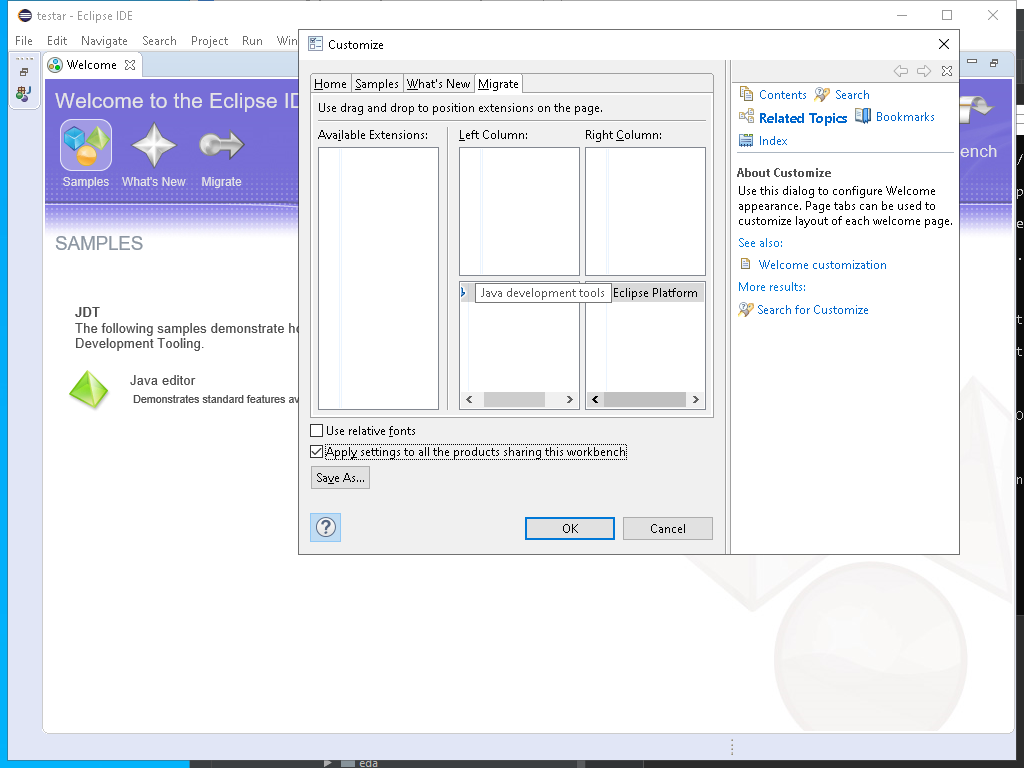 testar - Eclipse IDE
File Edit Navigate Search Project Run Win
Welcome
Welcome to the Eclipse ID
ench
Samples What's New Migrate
SAMPLES
JDT
The following samples demonstrate ho
Development Tooling.
Java editor
Demonstrates standard features av
Customize
Home Samples What's New Migrate
Use drag and drop to position extensions on the page.
Available Extensions: Left Column: Right Column:
Java development tools Eclipse Platform
Use relative fonts
Apply settings to all the products sharing this workbench
Save As...
?
OK Cancel
Contents Search
Related Topics Bookmarks
Index
About Customize
Use this dialog to configure Welcome
appearance. Page tabs can be used to
customize layout of each welcome page.
See also:
Welcome customization
More results:
Search for Customize
eda